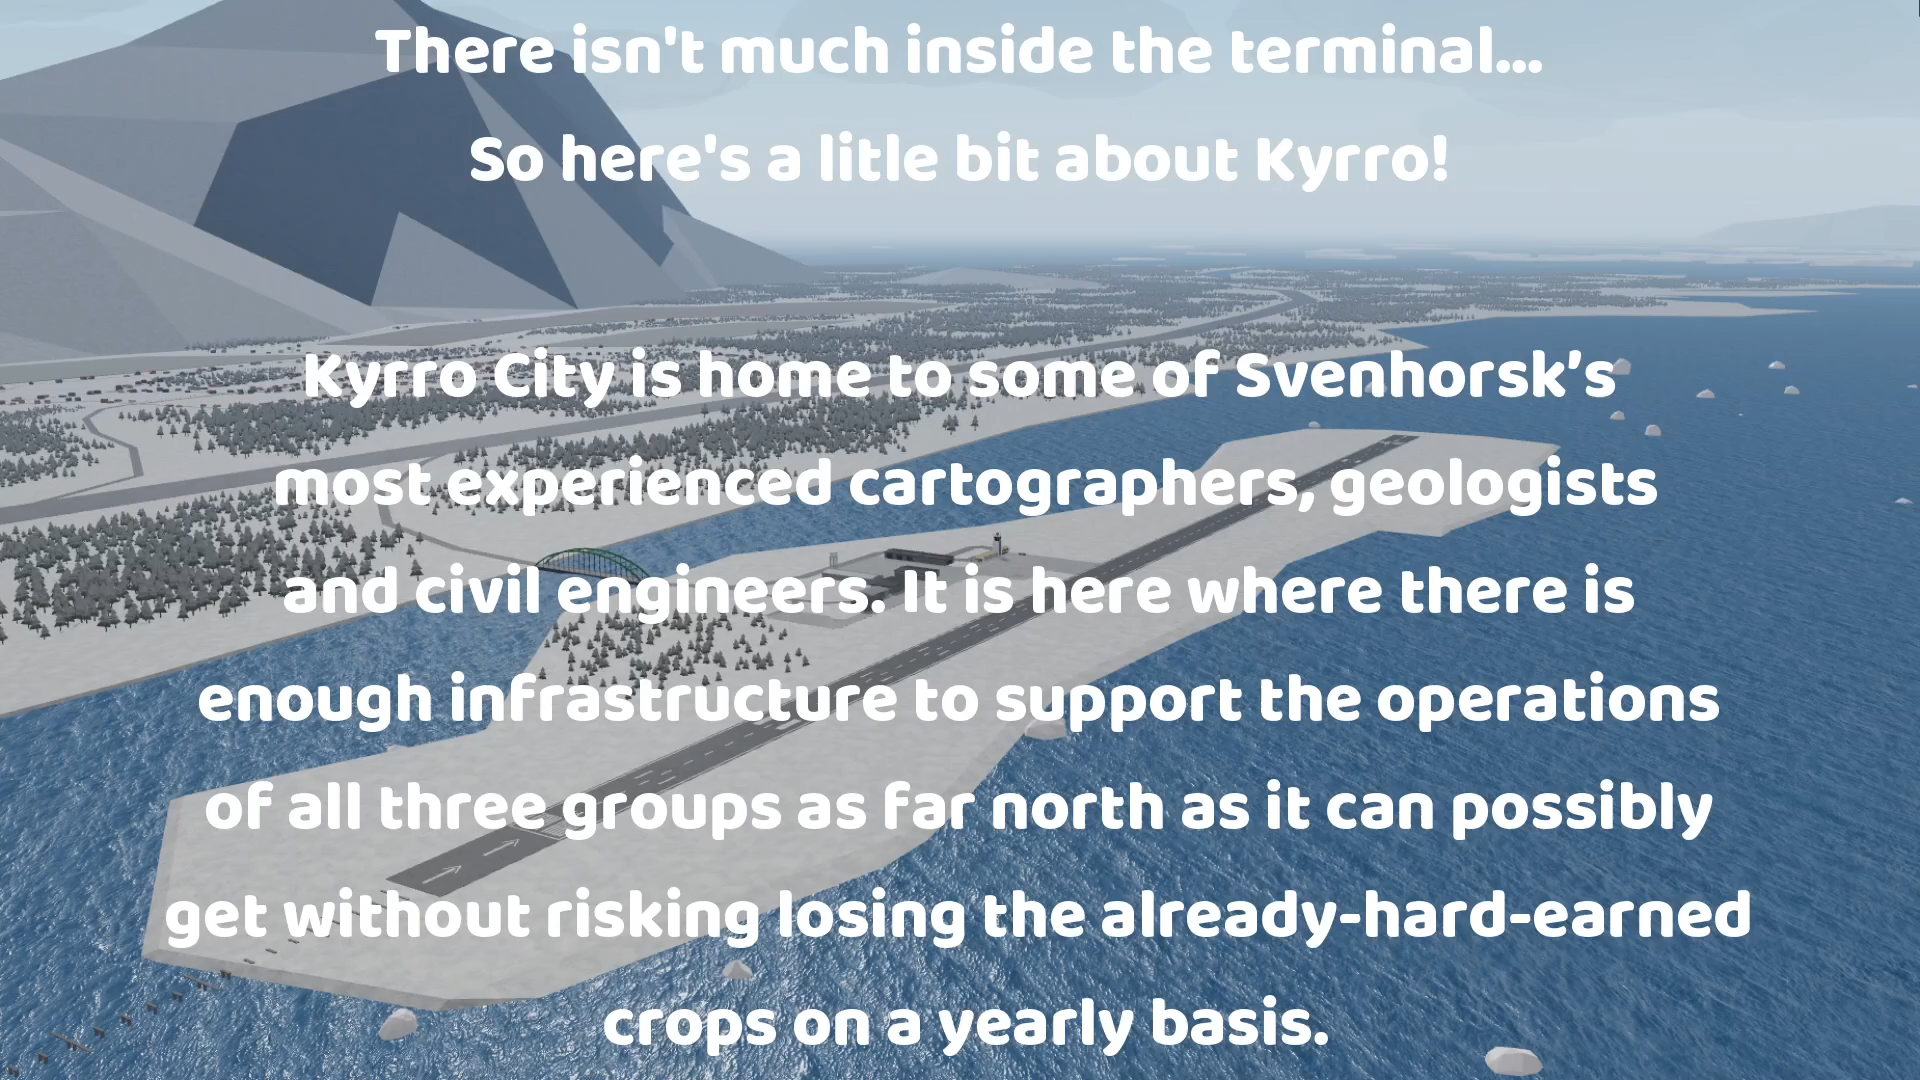 There isn't much inside the terminal...
So here's a litle bit about Kyrro!
Kyrro City is home to some of Svenhorsk’s
most experienced cartographers, geologists
and civil engineers. It is here where there is
enough infrastructure to support the operations
of all three groups as far north as it can possibly
get without risking losing the already-hard-earned
crops on a yearly basis.